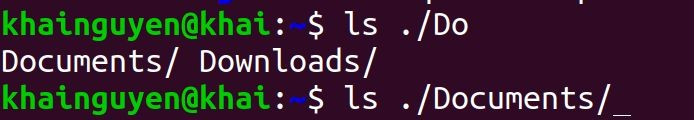 khainguyen@khai:~$ ls ./Do
Documents/ Downloads/
khainguyen@khai:~$ ls ./Documents/_